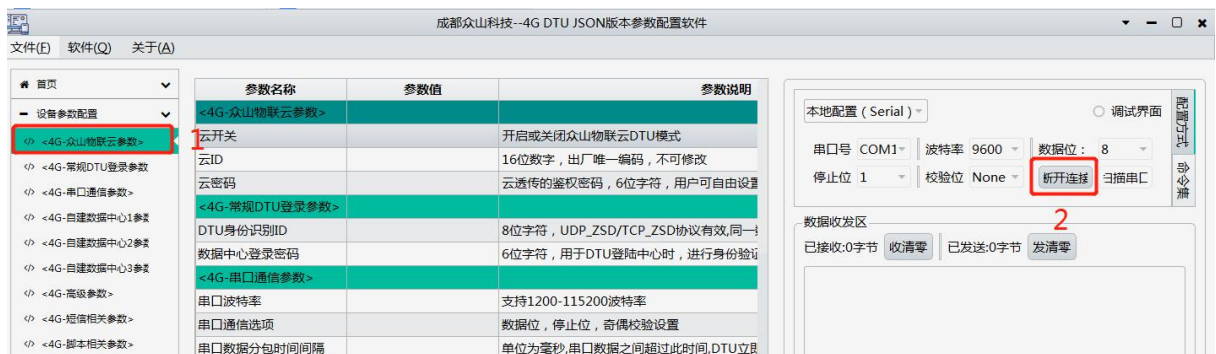 成都众山科技--4G DTU JSON版本参数配置软件
文件(F) 软件(Q) 关于(A)
首页
设备参数配置
<4G-众山物联云参数>
1
<4G-常规DTU登录参数
<4G-串口通信参数>
<4G-自建数据中心1参数
<4G-自建数据中心2参数
<4G-自建数据中心3参数
<4G-高级参数>
<4G-短信相关参数>
<4G-脚本相关参数>
参数名称 参数值 参数说明
<4G-众山物联云参数>
云开关 开启或关闭众山物联云DTU模式
云ID 16位数字，出厂唯一编码，不可修改
云密码 云透传的鉴权密码，6位字符，用户可自由设置
<4G-常规DTU登录参数>
DTU身份识别ID 8位字符，UDP_ZSD/TCP_ZSD协议有效,同一
数据中心登录密码 6位字符，用于DTU登陆中心时，进行身份验证
<4G-串口通信参数>
串口波特率 支持1200-115200波特率
串口通信选项 数据位，停止位，奇偶校验设置
串口数据分包时间间隔 单位为毫秒,串口数据之间超过此时间,DTU立即
本地配置（Serial） 调试界面
串口号 COM1 波特率 9600 数据位： 8
停止位 1 校验位 None 断开连接 扫描串口
2
配置方式
命令集
数据收发区
已接收:0字节 收清零 已发送:0字节 发清零